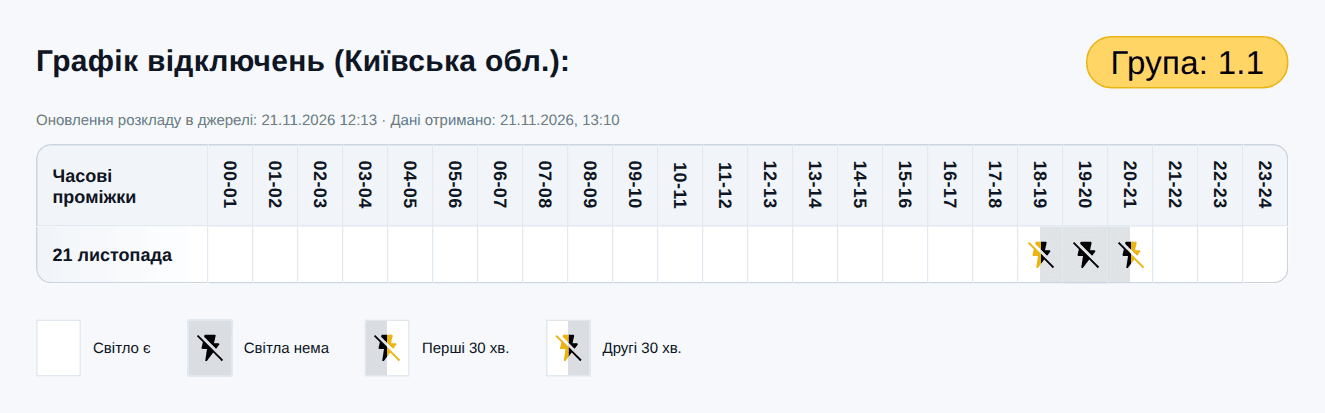 Графік відключень (Київська обл.):
Група: 1.1
Оновлення розкладу в джерелі: 21.11.2026 12:13 · Дані отримано: 21.11.2026, 13:10
Часові
проміжки
00-01
01-02
02-03
03-04
04-05
05-06
06-07
07-08
08-09
09-10
10-11
11-12
12-13
13-14
14-15
15-16
16-17
17-18
18-19
19-20
20-21
21-22
22-23
23-24
21 листопада
Світло є
Світла нема
Перші 30 хв.
Другі 30 хв.